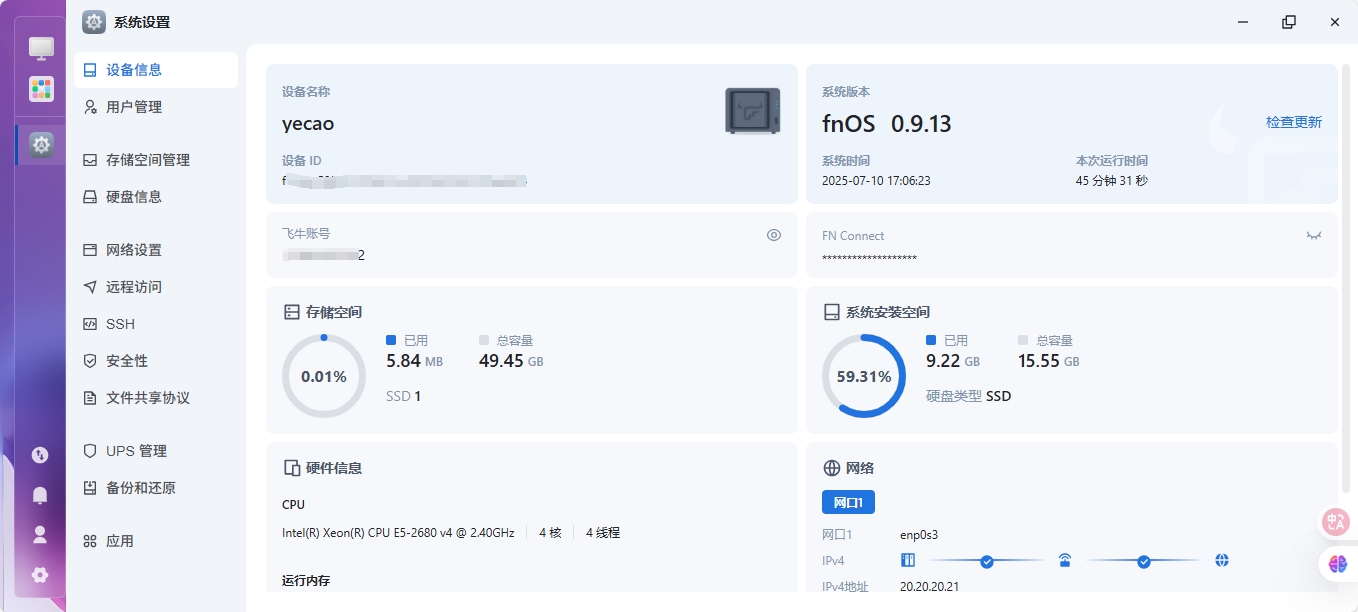 系统设置
设备信息
用户管理
存储空间管理
硬盘信息
网络设置
远程访问
SSH
安全性
文件共享协议
UPS 管理
备份和还原
应用
设备名称
yecao
设备 ID
系统版本
fnOS 0.9.13
检查更新
系统时间
本次运行时间
2025-07-10 17:06:23
45 分钟 31 秒
飞牛账号
2
FN Connect
*******************
存储空间
0.01%
已用
总容量
5.84 MB
49.45 GB
SSD 1
系统安装空间
59.31%
已用
总容量
9.22 GB
15.55 GB
硬盘类型 SSD
硬件信息
CPU
Intel(R) Xeon(R) CPU E5-2680 v4 @ 2.40GHz
4 核
4 线程
运行内存
网络
网口1
网口1
enp0s3
IPv4
IPv4地址
20.20.20.21
中A